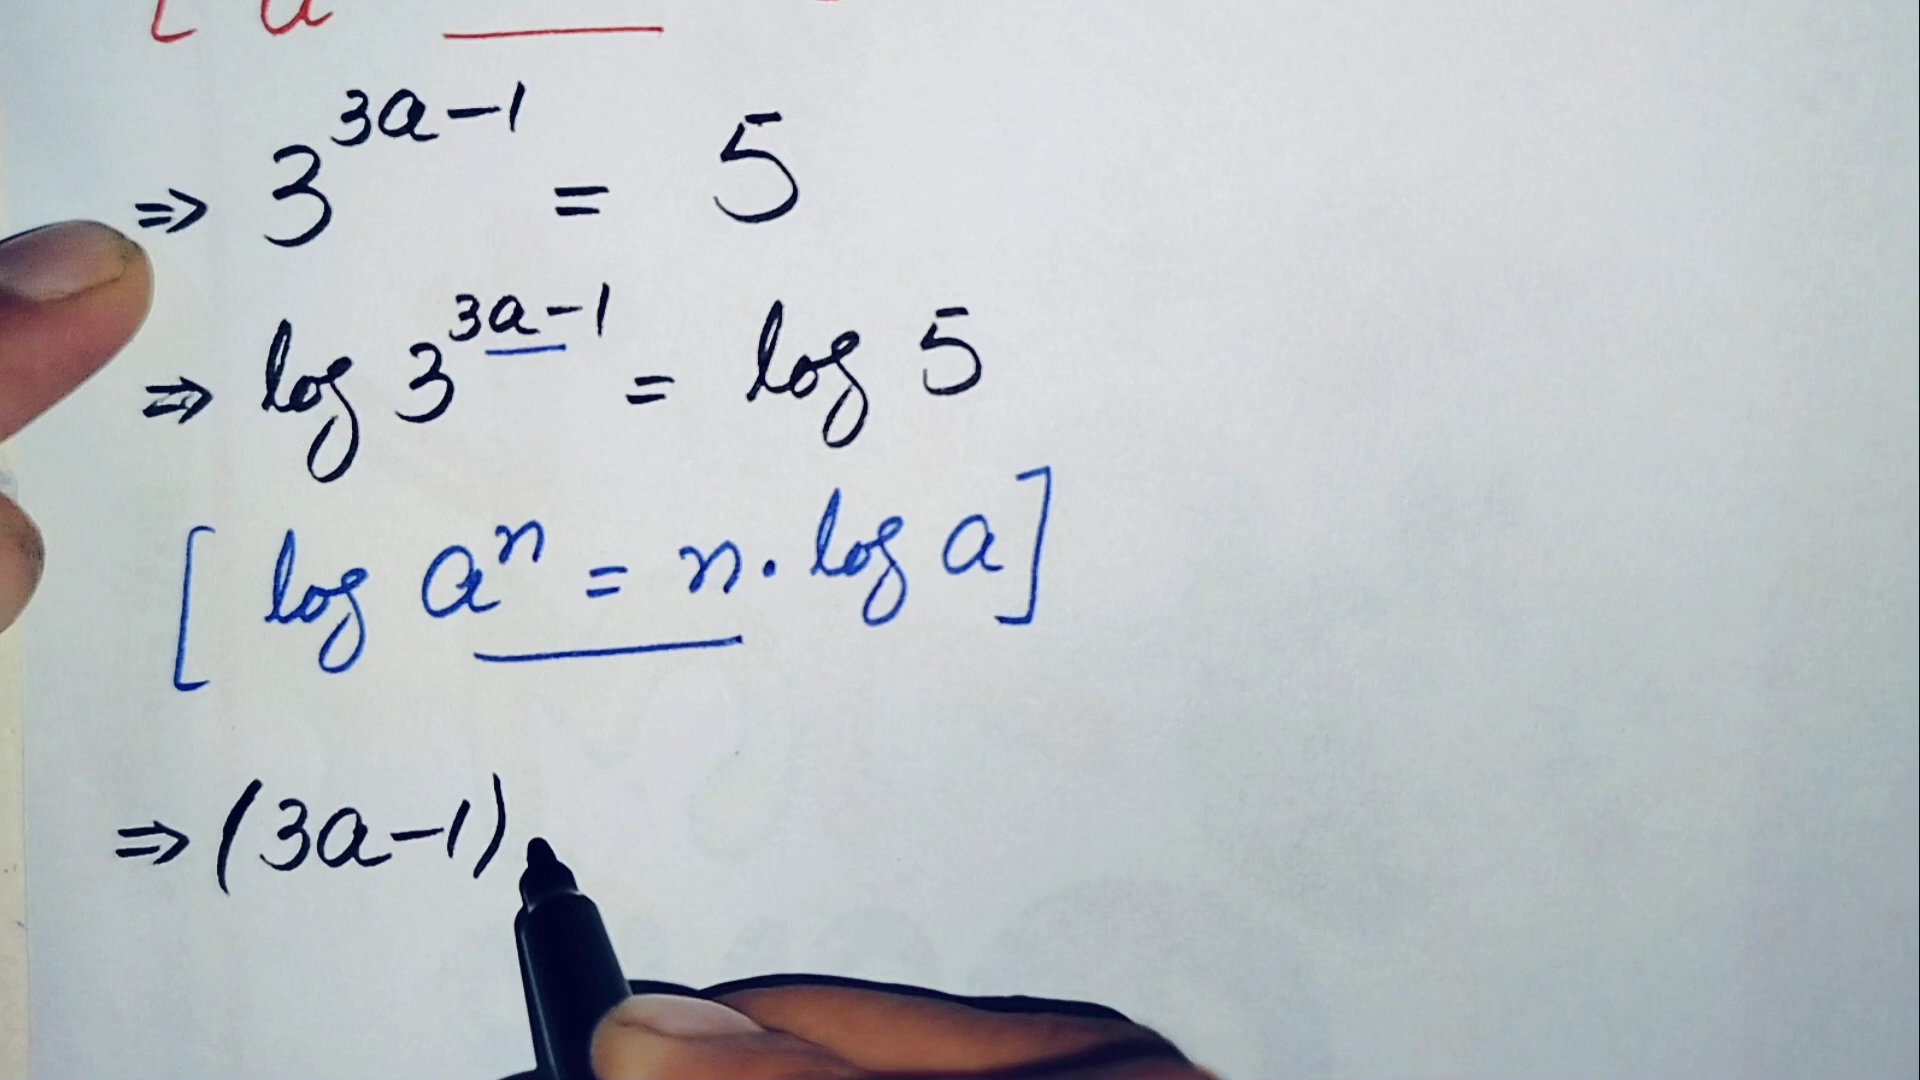 ⇒ 3^{3a-1} = 5
⇒ log 3^{3a-1} = log 5
[log a^n = n. log a]
⇒ (3a-1)